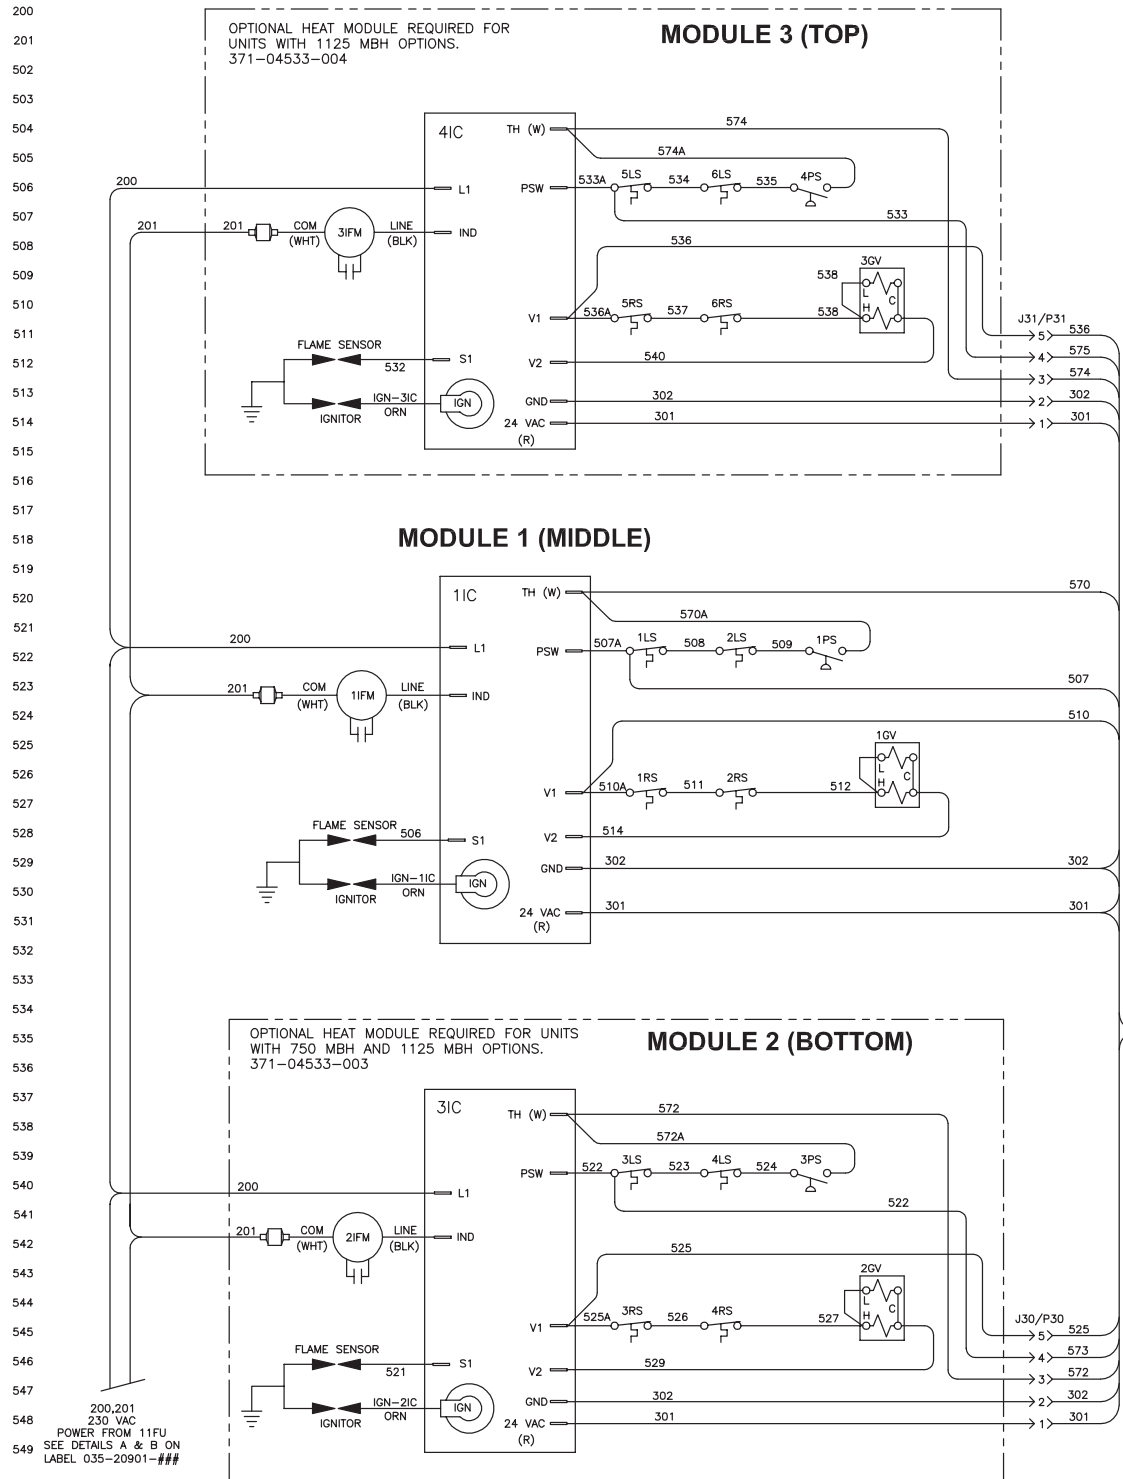 200
201
502
503
504
505
506
507
508
509
510
511
512
513
514
515
516
517
518
519
520
521
522
523
524
525
526
527
528
529
530
531
532
533
534
535
536
537
538
539
540
541
542
543
544
545
546
547
548
549
OPTIONAL HEAT MODULE REQUIRED FOR
UNITS WITH 1125 MBH OPTIONS.
371-04533-004
MODULE 3 (TOP)
4IC
TH (W)
574
574A
200
L1
PSW
533A
5LS
534
6LS
535
4PS
533
201
201
COM
(WHT)
3IFM
LINE
(BLK)
IND
536
3GV
538
L
H
C
V1
536A
5RS
537
6RS
538
J31/P31
5
536
FLAME SENSOR
532
S1
V2
540
4
575
3
574
IGNITOR
IGN-3IC
ORN
IGN
GND
302
2
302
24 VAC
(R)
301
1
301
MODULE 1 (MIDDLE)
1IC
TH (W)
570
570A
200
L1
PSW
507A
1LS
508
2LS
509
1PS
507
201
COM
(WHT)
1IFM
LINE
(BLK)
IND
510
1GV
L
H
C
V1
510A
1RS
511
2RS
512
FLAME SENSOR
506
S1
V2
514
GND
302
302
IGNITOR
IGN-1IC
ORN
IGN
24 VAC
(R)
301
301
OPTIONAL HEAT MODULE REQUIRED FOR UNITS
WITH 750 MBH AND 1125 MBH OPTIONS.
371-04533-003
MODULE 2 (BOTTOM)
3IC
TH (W)
572
572A
PSW
522
3LS
523
4LS
524
3PS
522
200
L1
201
COM
(WHT)
2IFM
LINE
(BLK)
IND
525
2GV
L
H
C
V1
525A
3RS
526
4RS
527
J30/P30
5
525
FLAME SENSOR
521
S1
V2
529
4
573
3
572
IGNITOR
IGN-2IC
ORN
IGN
GND
302
2
302
24 VAC
(R)
301
1
301
200,201
230 VAC
POWER FROM 11FU
SEE DETAILS A & B ON
LABEL 035-20901-###